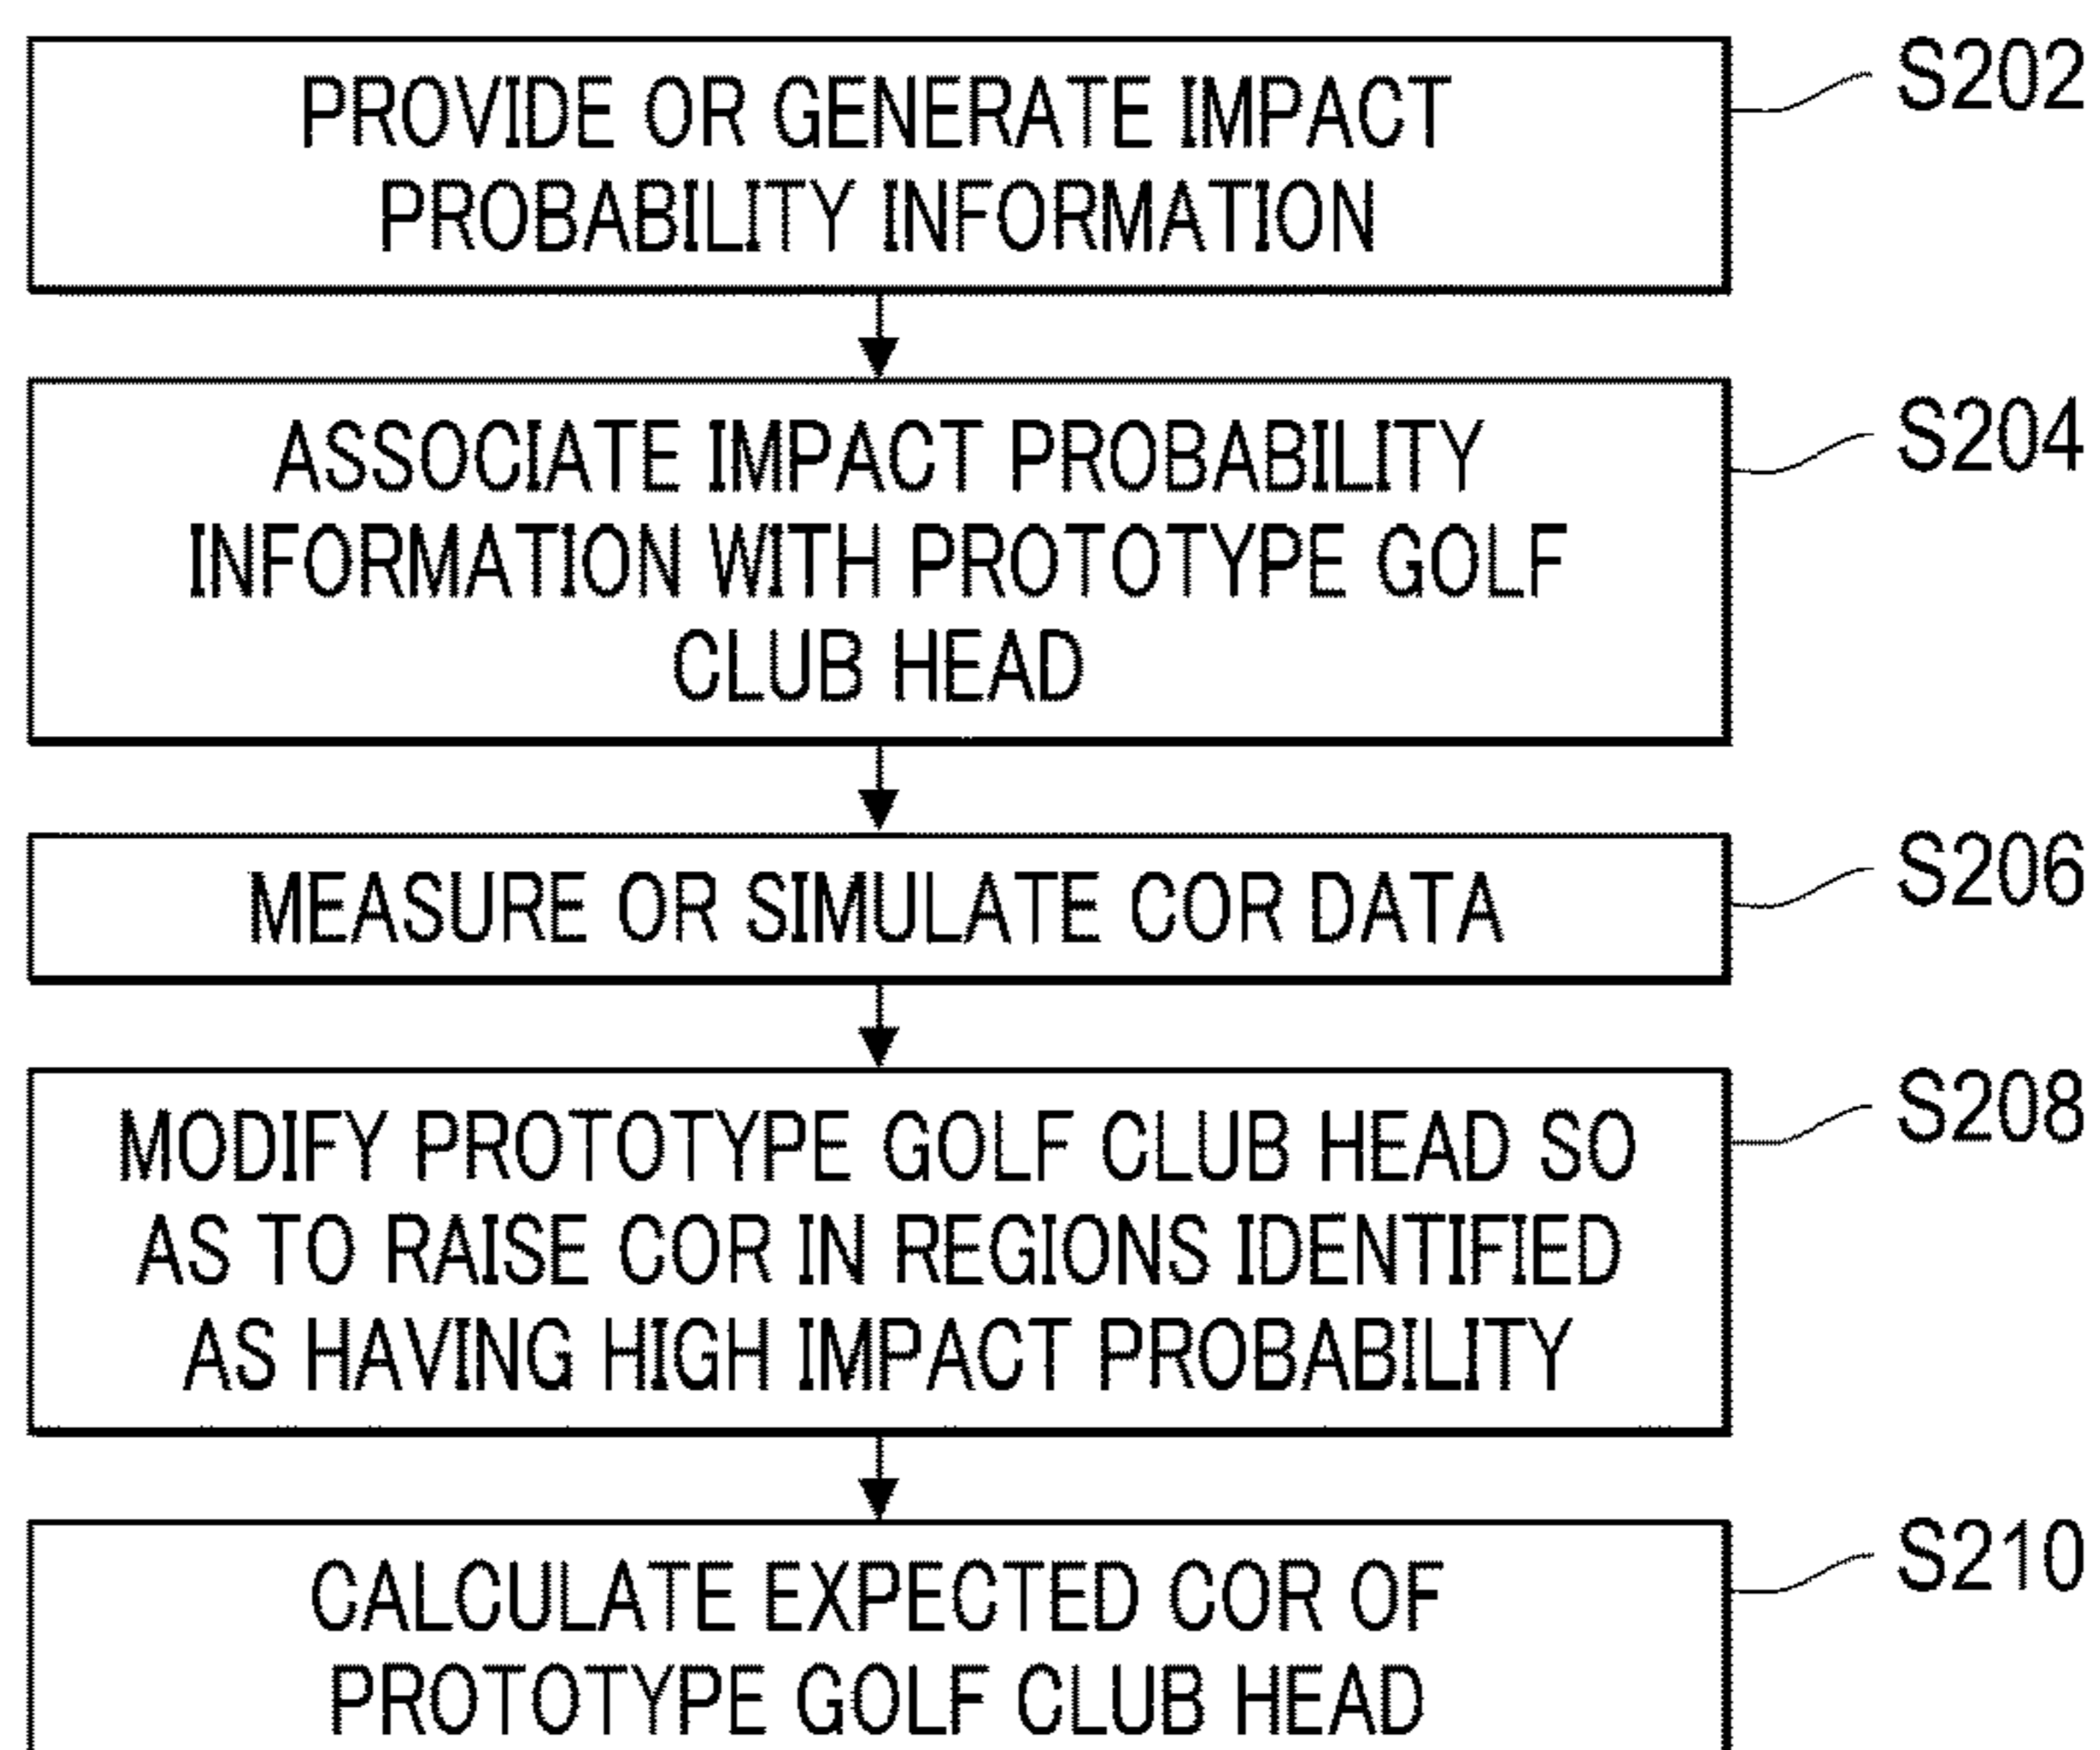 PROVIDE OR GENERATE IMPACT
PROBABILITY INFORMATION
S202
ASSOCIATE IMPACT PROBABILITY
INFORMATION WITH PROTOTYPE GOLF
CLUB HEAD
S204
MEASURE OR SIMULATE COR DATA
S206
MODIFY PROTOTYPE GOLF CLUB HEAD SO
AS TO RAISE COR IN REGIONS IDENTIFIED
AS HAVING HIGH IMPACT PROBABILITY
S208
CALCULATE EXPECTED COR OF
PROTOTYPE GOLF CLUB HEAD
S210